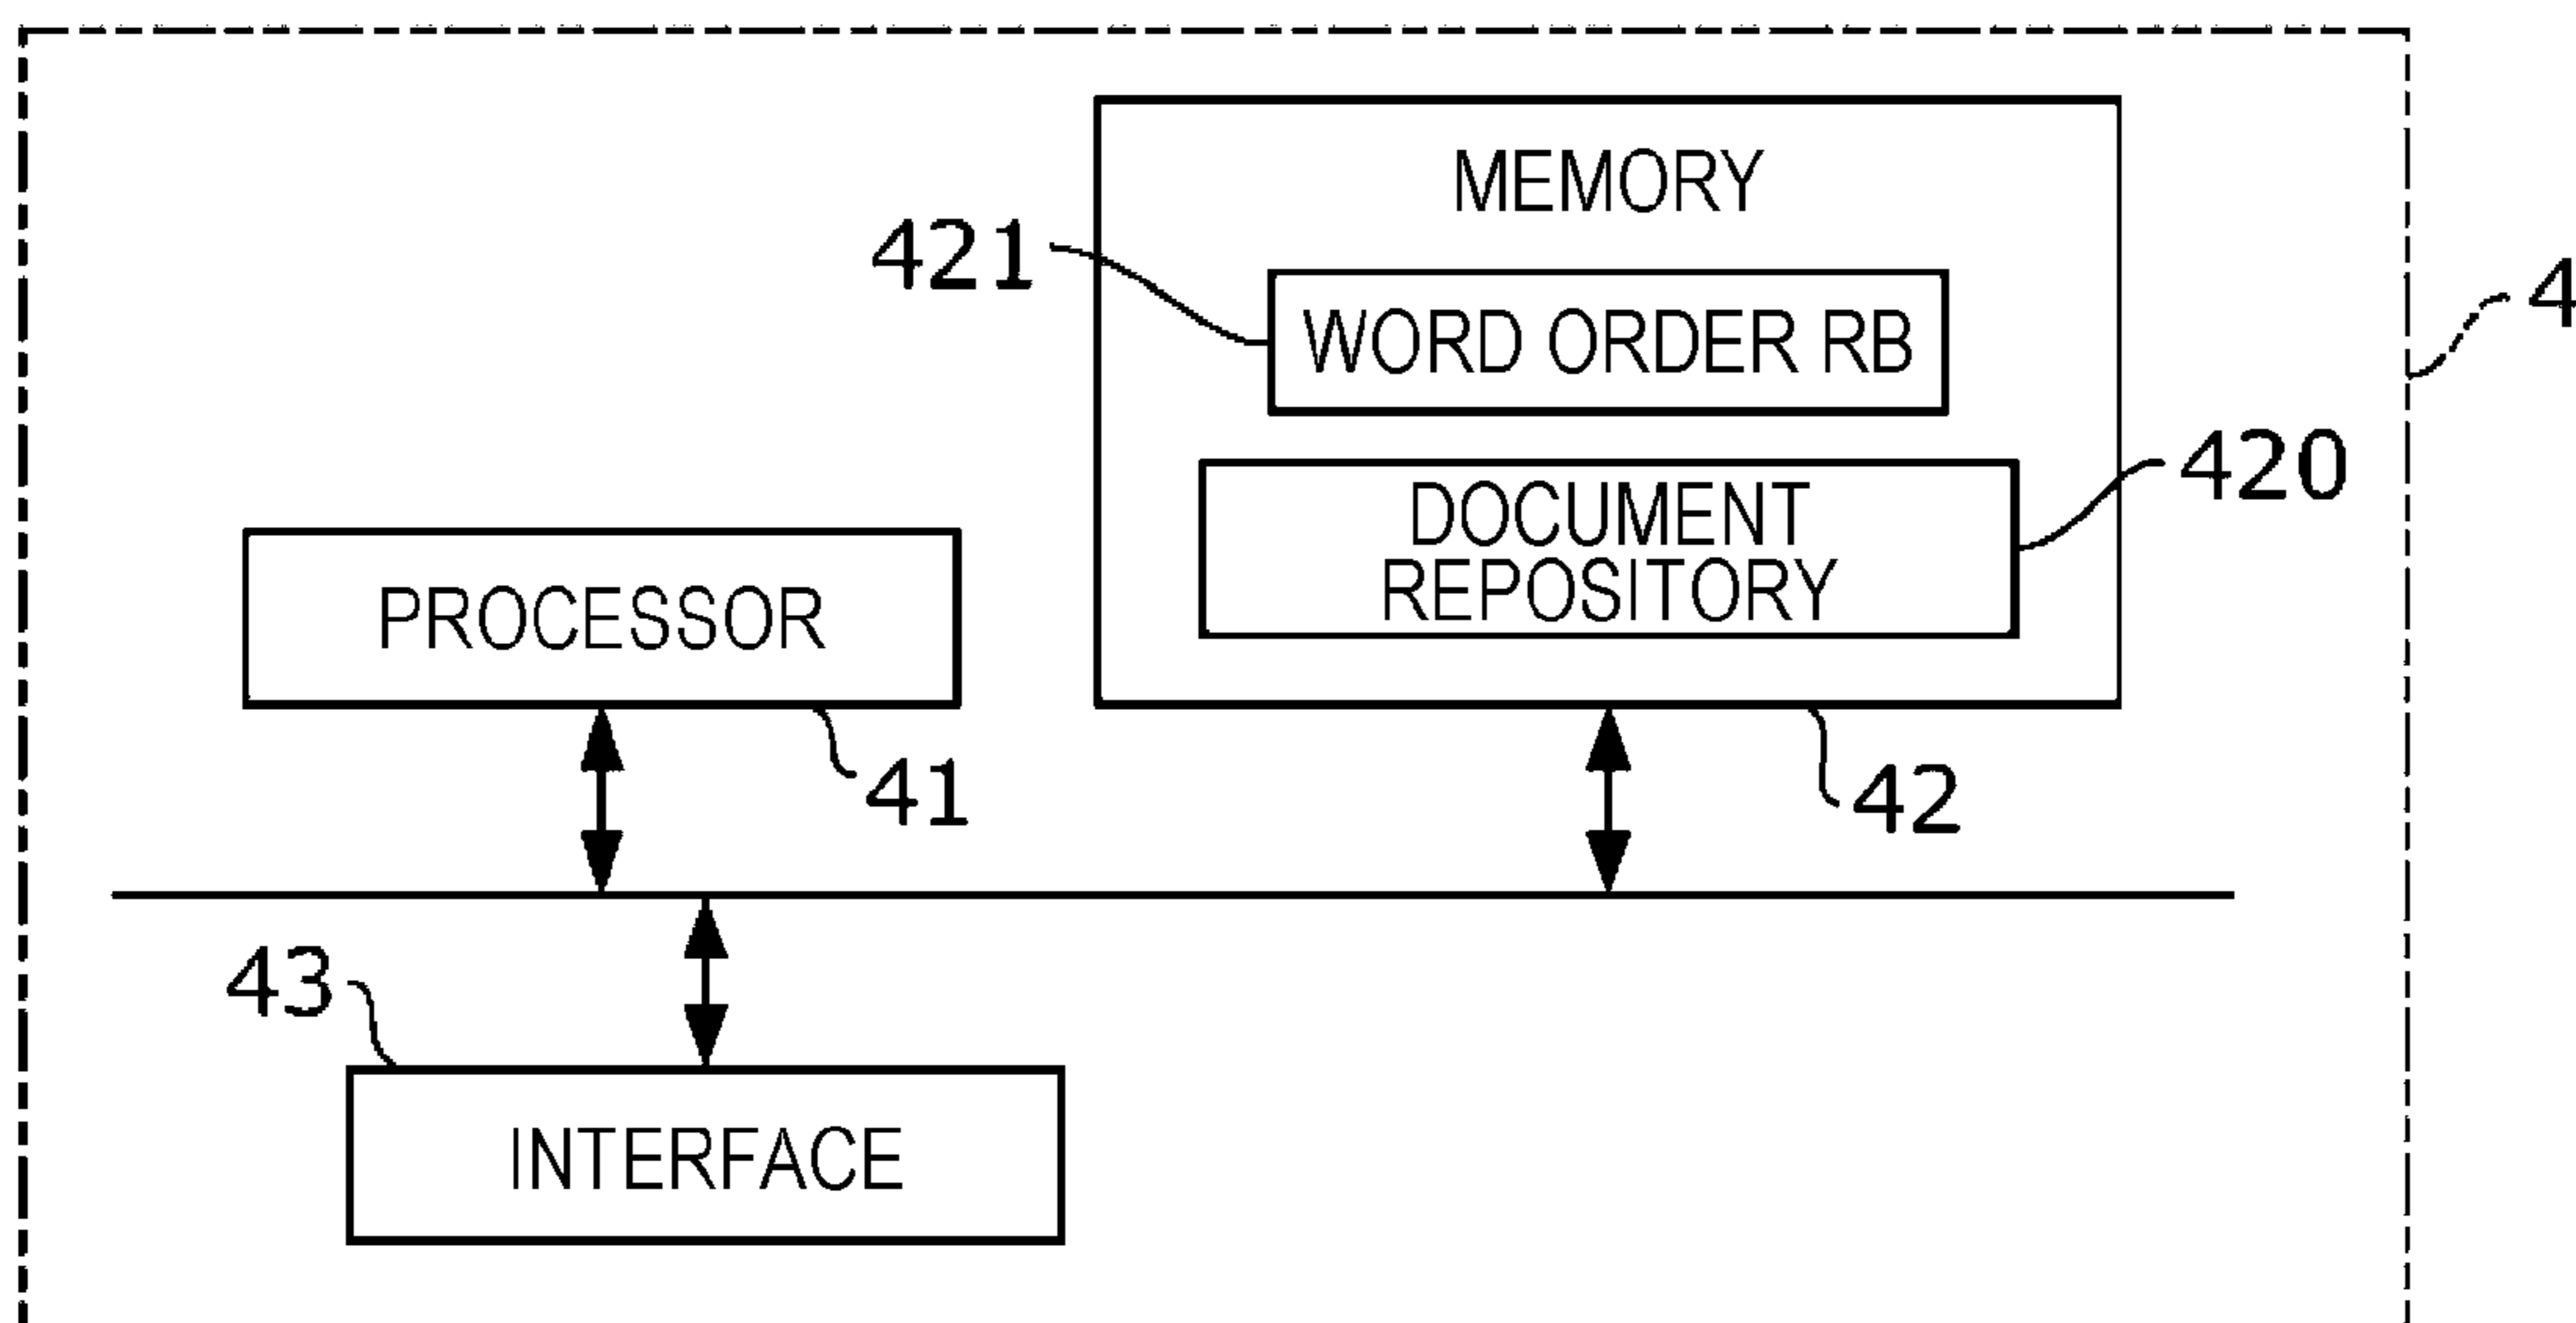 MEMORY
421
WORD ORDER RB
4
420
DOCUMENT
REPOSITORY
PROCESSOR
41
42
43
INTERFACE